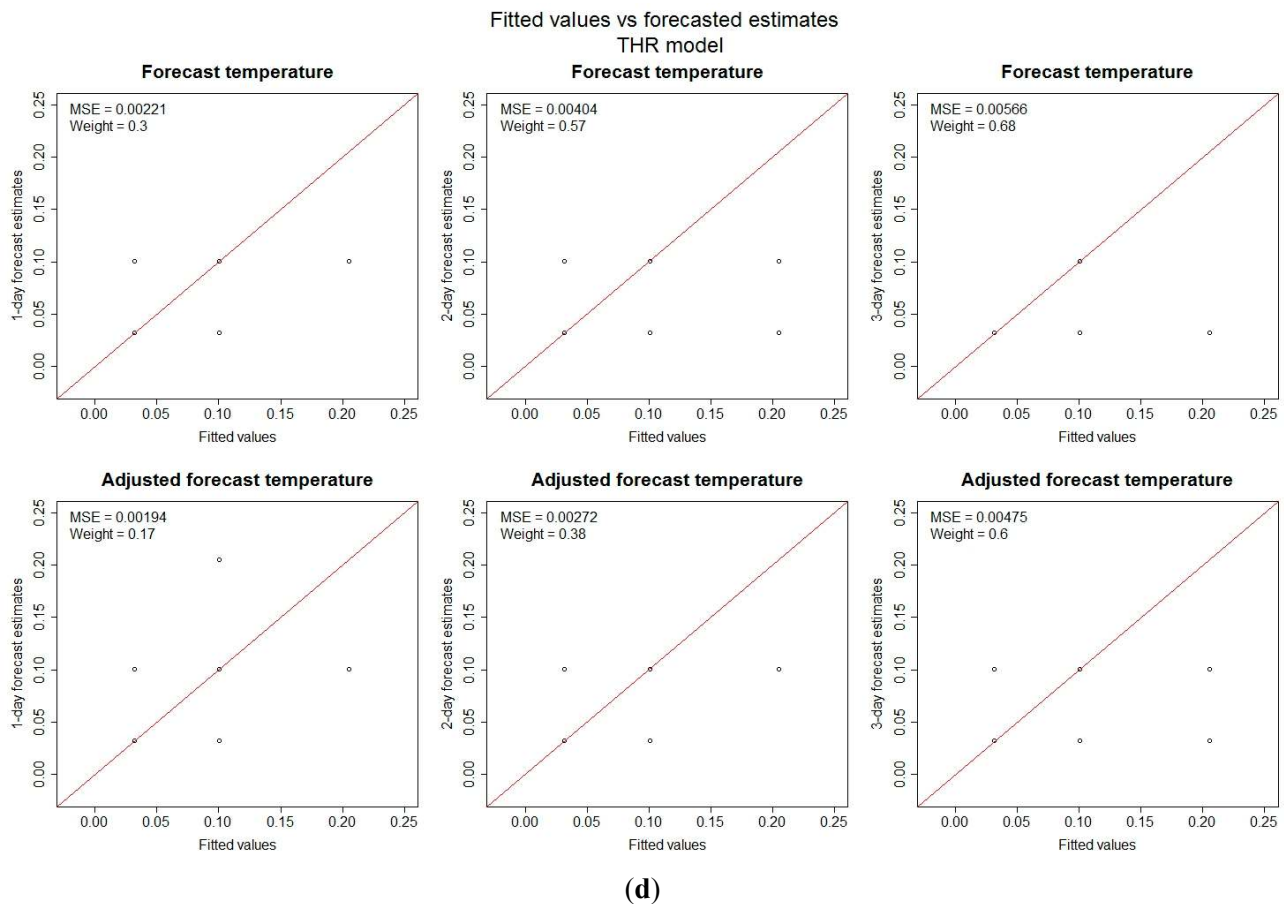 Fitted values vs forecasted estimates
THR model
Forecast temperature
MSE = 0.00221
Weight = 0.3
1-day forecast estimates
0.25
0.20
0.15
0.10
0.05
0.00
0.00 0.05 0.10 0.15 0.20 0.25
Fitted values
Forecast temperature
MSE = 0.00404
Weight = 0.57
2-day forecast estimates
0.25
0.20
0.15
0.10
0.05
0.00
0.00 0.05 0.10 0.15 0.20 0.25
Fitted values
Forecast temperature
MSE = 0.00566
Weight = 0.68
3-day forecast estimates
0.25
0.20
0.15
0.10
0.05
0.00
0.00 0.05 0.10 0.15 0.20 0.25
Fitted values
Adjusted forecast temperature
MSE = 0.00194
Weight = 0.17
1-day forecast estimates
0.25
0.20
0.15
0.10
0.05
0.00
0.00 0.05 0.10 0.15 0.20 0.25
Fitted values
Adjusted forecast temperature
MSE = 0.00272
Weight = 0.38
2-day forecast estimates
0.25
0.20
0.15
0.10
0.05
0.00
0.00 0.05 0.10 0.15 0.20 0.25
Fitted values
Adjusted forecast temperature
MSE = 0.00475
Weight = 0.6
3-day forecast estimates
0.25
0.20
0.15
0.10
0.05
0.00
0.00 0.05 0.10 0.15 0.20 0.25
Fitted values
(d)